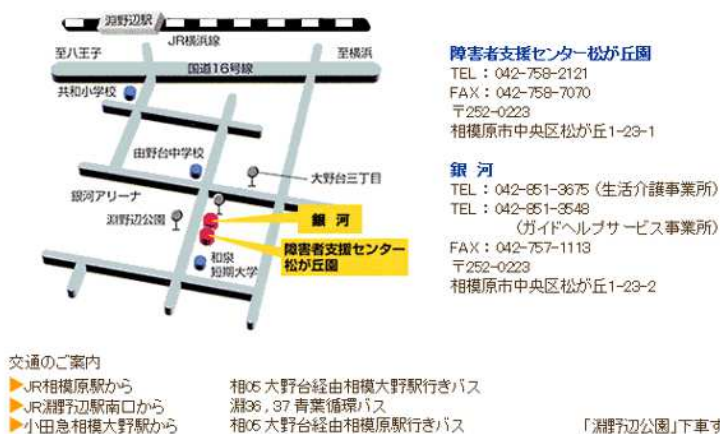 淵野辺駅
JR横浜線
至八王子
至横浜
国道16号線
共和小学校
由野台中学校
大野台三丁目
銀河アリーナ
淵野辺公園
銀 河
障害者支援センター
松が丘園
和泉
短期大学
障害者支援センター松が丘園
TEL：042-758-2121
FAX：042-758-7070
〒252-0223
相模原市中央区松が丘1-23-1
銀 河
TEL：042-851-3675（生活介護事業所）
TEL：042-851-3548
（ガイドヘルプサービス事業所）
FAX：042-757-1113
〒252-0223
相模原市中央区松が丘1-23-2
交通のご案内
▶JR相模原駅から 相05 大野台経由相模大野駅行きバス
▶JR淵野辺駅南口から 淵36，37 青葉循環バス
▶小田急相模大野駅から 相05 大野台経由相模原駅行きバス 「淵野辺公園」下車す